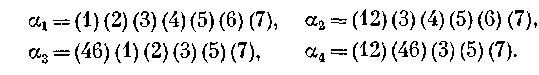 α₁ = (1) (2) (3) (4) (5) (6) (7), α₂ = (12) (3) (4) (5) (6) (7),
α₃ = (46) (1) (2) (3) (5) (7), α₄ = (12) (46) (3) (5) (7).